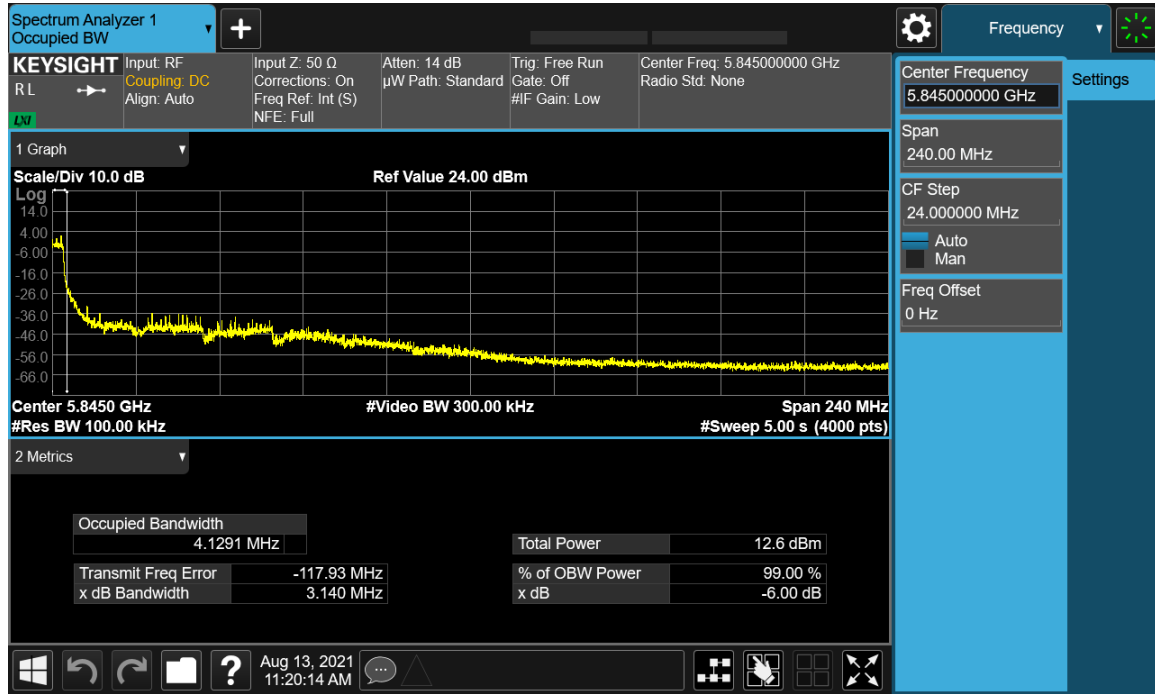 Spectrum Analyzer 1
Occupied BW
Frequency
KEYSIGHT
R L
LXI
Input: RF
Coupling: DC
Align: Auto
Input Z: 50 Ω
Corrections: On
Freq Ref: Int (S)
NFE: Full
Atten: 14 dB
µW Path: Standard
Trig: Free Run
Gate: Off
#IF Gain: Low
Center Freq: 5.845000000 GHz
Radio Std: None
Center Frequency
5.845000000 GHz
Settings
Span
240.00 MHz
CF Step
24.000000 MHz
Auto
Man
Freq Offset
0 Hz
1 Graph
Scale/Div 10.0 dB
Ref Value 24.00 dBm
Log
14.0
4.00
-6.00
-16.0
-26.0
-36.0
-46.0
-56.0
-66.0
Center 5.8450 GHz
#Video BW 300.00 kHz
Span 240 MHz
#Res BW 100.00 kHz
#Sweep 5.00 s (4000 pts)
2 Metrics
Occupied Bandwidth
4.1291 MHz
Total Power 12.6 dBm
Transmit Freq Error -117.93 MHz
% of OBW Power 99.00 %
x dB Bandwidth 3.140 MHz
x dB -6.00 dB
?
Aug 13, 2021
11:20:14 AM